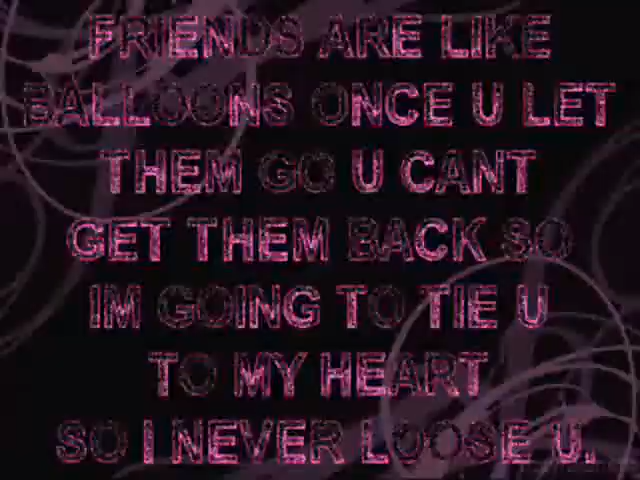 FRIENDS ARE LIKE
BALLOONS ONCE U LET
THEM GO U CANT
GET THEM BACK SO
IM GOING TO TIE U
TO MY HEART
SO I NEVER LOOSE U.